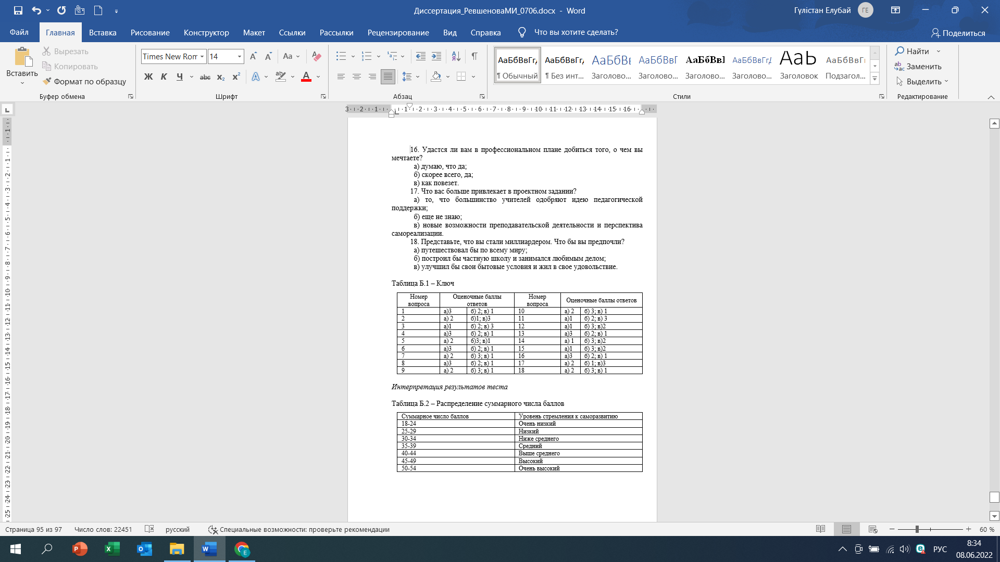 Диссертация_РевшеноваМИ_0706.docx - Word
Гүлістан Елубай
ГЕ
Файл Главная Вставка Рисование Конструктор Макет Ссылки Рассылки Рецензирование Вид Справка Что вы хотите сделать? Поделиться
Вставить
Вырезать
Копировать
Формат по образцу
Буфер обмена
Times New Ron 14
Шрифт
Абзац
АаБбВвГг, АаБбВвГг, АаБбВв АаБбВвГ АаБбВвІ АаБбВвГг АаЬ АаБбВвГг
¶ Обычный ¶ Без инт... Заголово... Заголово... Заголово... Заголово... Заголовок Подзагол...
Стили
Найти
Заменить
Выделить
Редактирование
16. Удастся ли вам в профессиональном плане добиться того, о чем вы
мечтаете?
а) думаю, что да;
б) скорее всего, да;
в) как повезет.
17. Что вас больше привлекает в проектном задании?
а) то, что большинство учителей одобряют идею педагогической
поддержки;
б) еще не знаю;
в) новые возможности преподавательской деятельности и перспектива
самореализации.
18. Представьте, что вы стали миллиардером. Что бы вы предпочли?
а) путешествовал бы по всему миру;
б) построил бы частную школу и занимался любимым делом;
в) улучшил бы свои бытовые условия и жил в свое удовольствие.
Таблица Б.1 – Ключ
Номер вопроса Оценочные баллы ответов Номер вопроса Оценочные баллы ответов
1 а)3 б) 2; в) 1 10 а) 2 б) 3; в) 1
2 а) 2 б)1; в)3 11 а)1 б) 2; в) 3
3 а)1 б) 2; в) 3 12 а)1 б) 3; в)2
4 а)3 б) 2; в) 1 13 а)3 б) 2; в) 1
5 а) 2 б)3; в)1 14 а) 1 б) 3; в)2
6 а)3 б) 2; в) 1 15 а)1 б) 3; в)2
7 а) 2 б) 3; в) 1 16 а)3 б) 2; в) 1
8 а)3 б) 2; в) 1 17 а) 2 б) 1; в)3
9 а) 2 б) 3; в) 1 18 а) 2 б) 3; в) 1
Интерпретация результатов теста
Таблица Б.2 – Распределение суммарного числа баллов
Суммарное число баллов Уровень стремления к саморазвитию
18-24 Очень низкий
25-29 Низкий
30-34 Ниже среднего
35-39 Средний
40-44 Выше среднего
45-49 Высокий
50-54 Очень высокий
Страница 95 из 97 Число слов: 22451 русский Специальные возможности: проверьте рекомендации 60 %
РУС
8:34
08.06.2022